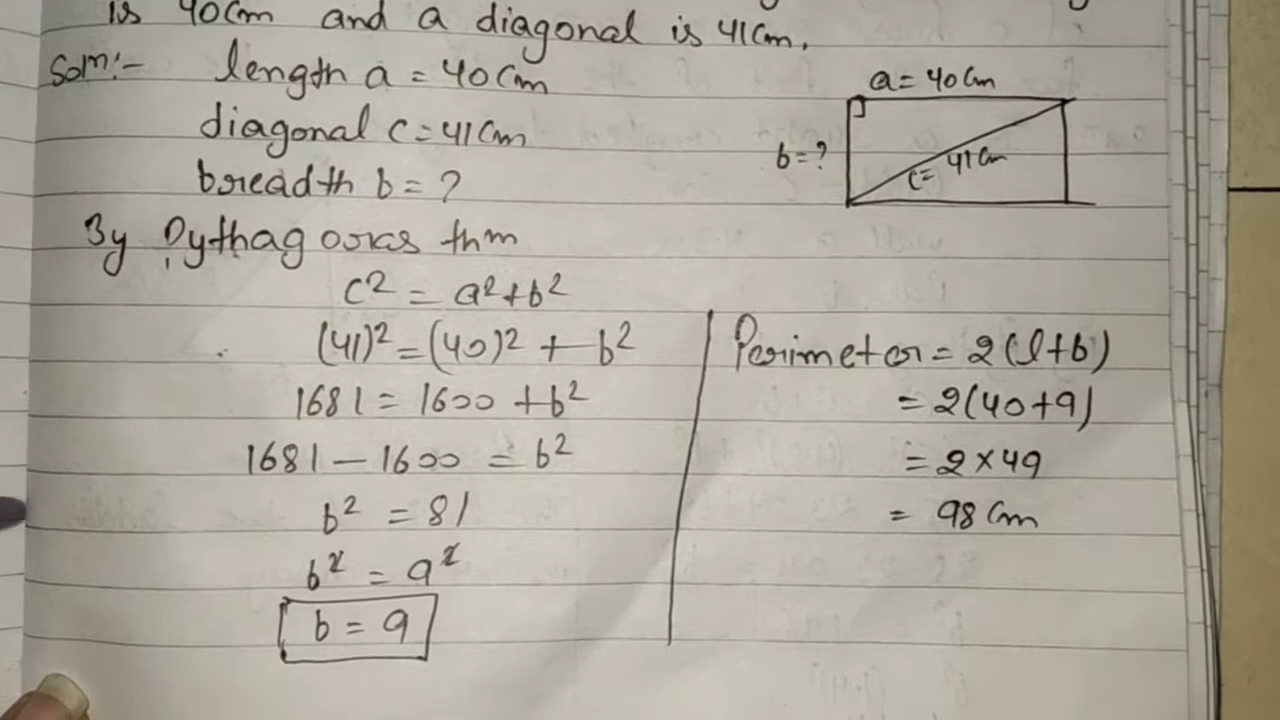 is 40cm and a diagonal is 41cm.
Soln:- length a = 40cm
diagonal c = 41cm
breadth b = ?
a = 40cm
b = ?
c = 41cm
By Pythagoras thm
c² = a² + b²
(41)² = (40)² + b²
1681 = 1600 + b²
1681 - 1600 = b²
b² = 81
b² = 9²
b = 9
Perimeter = 2(l+b)
= 2(40+9)
= 2 × 49
= 98cm